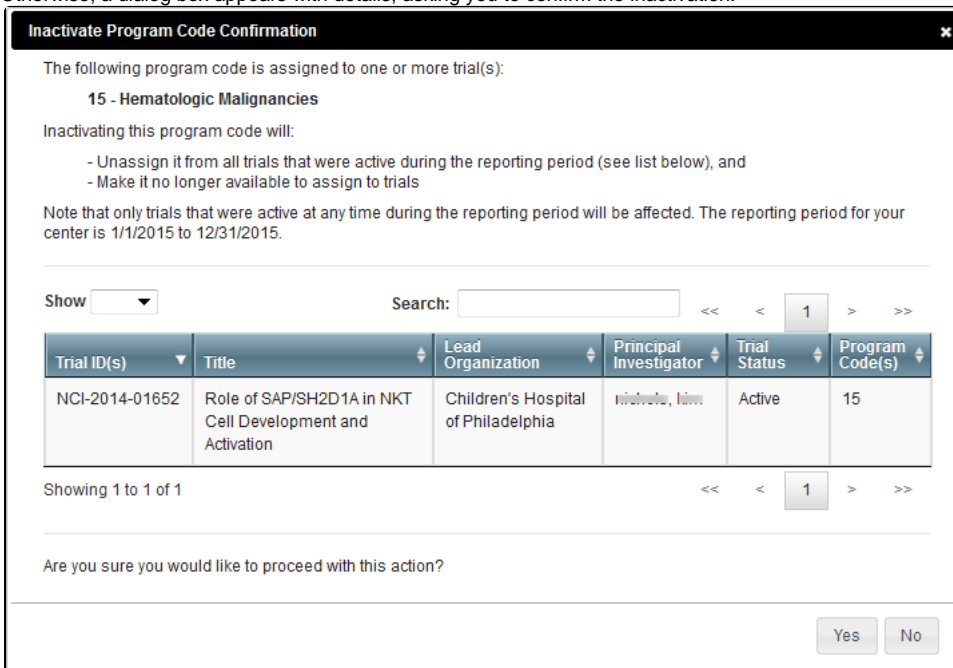 Otherwise, a dialog box appears with details, asking you to confirm the inactivation.
Inactivate Program Code Confirmation
The following program code is assigned to one or more trial(s):
15 - Hematologic Malignancies
Inactivating this program code will:
- Unassign it from all trials that were active during the reporting period (see list below), and
- Make it no longer available to assign to trials
Note that only trials that were active at any time during the reporting period will be affected. The reporting period for your
center is 1/1/2015 to 12/31/2015.
Show Search: << < 1 > >>
Trial ID(s) Title Lead Organization Principal Investigator Trial Status Program Code(s)
NCI-2014-01652 Role of SAP/SH2D1A in NKT Children's Hospital Active 15
Cell Development and of Philadelphia
Activation
Showing 1 to 1 of 1 << < 1 > >>
Are you sure you would like to proceed with this action?
Yes No